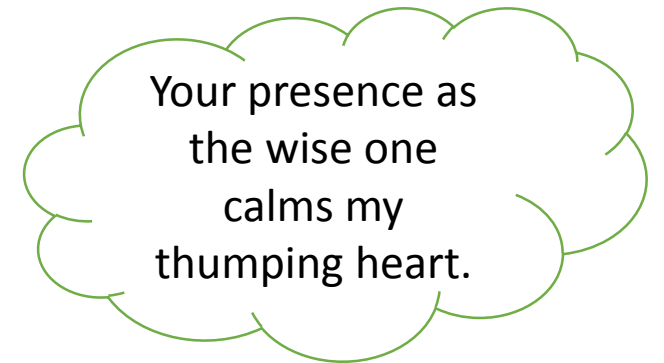 Your presence as
the wise one
calms my
thumping heart.